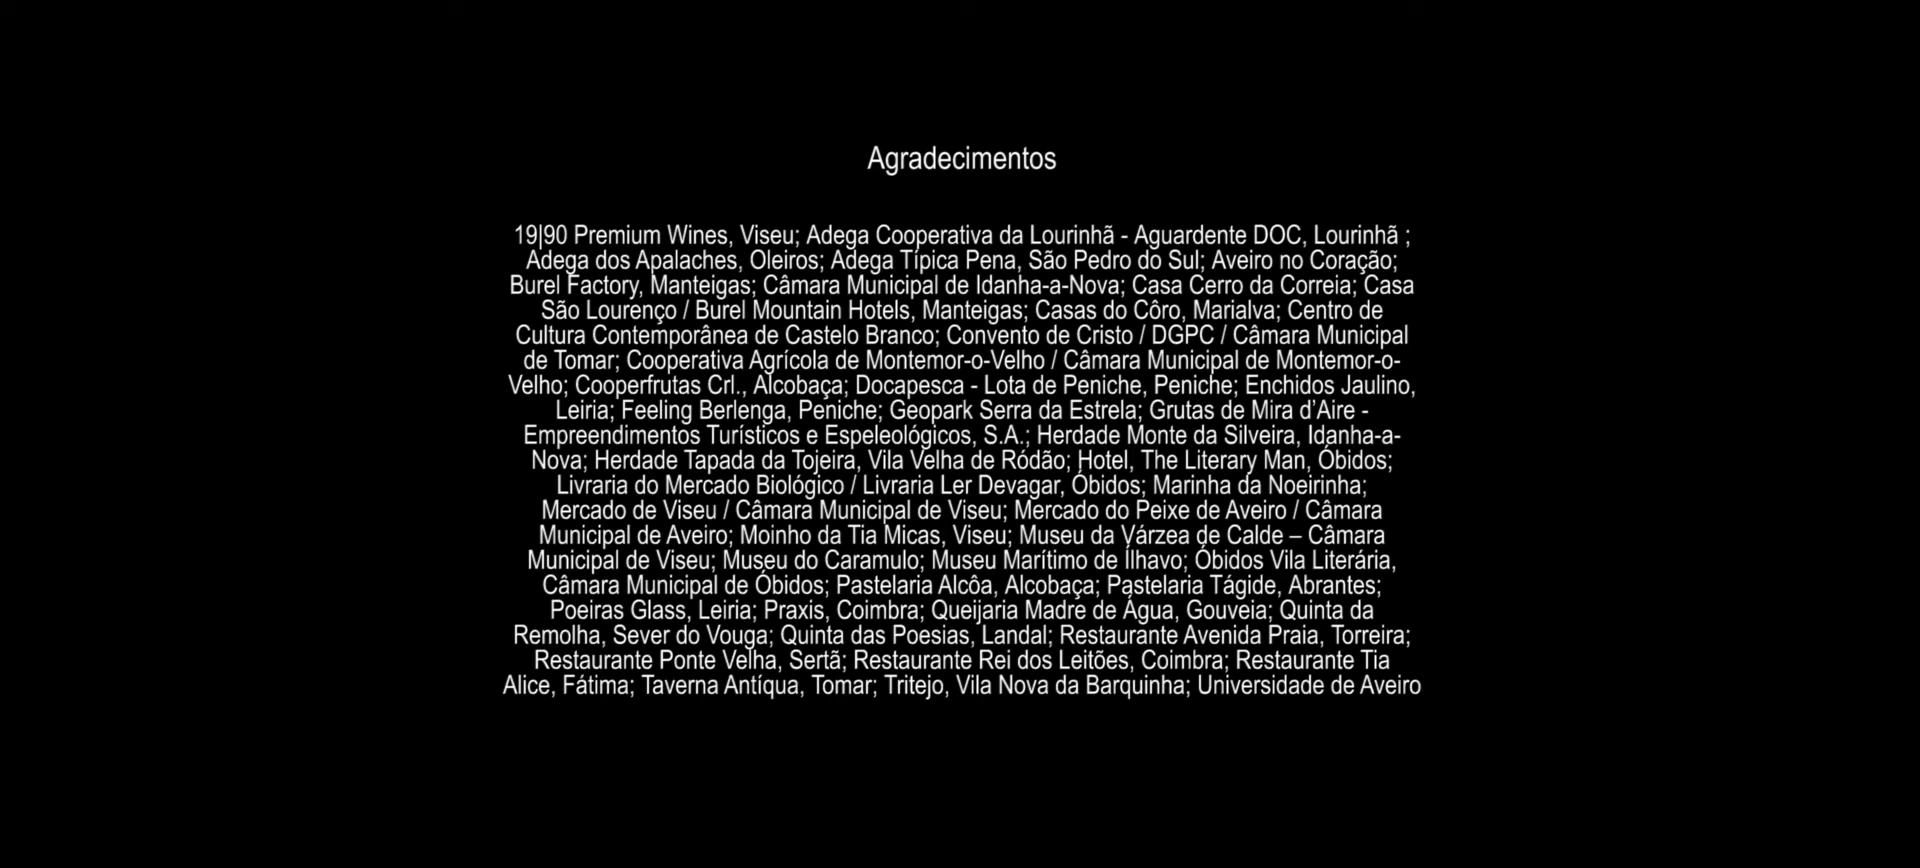 Agradecimentos
19|90 Premium Wines, Viseu; Adega Cooperativa da Lourinhã - Aguardente DOC, Lourinhã ;
Adega dos Apalaches, Oleiros; Adega Típica Pena, São Pedro do Sul; Aveiro no Coração;
Burel Factory, Manteigas; Câmara Municipal de Idanha-a-Nova; Casa Cerro da Correia; Casa
São Lourenço / Burel Mountain Hotels, Manteigas; Casas do Côro, Marialva; Centro de
Cultura Contemporânea de Castelo Branco; Convento de Cristo / DGPC / Câmara Municipal
de Tomar; Cooperativa Agrícola de Montemor-o-Velho / Câmara Municipal de Montemor-o-
Velho; Cooperfrutas Crl., Alcobaça; Docapesca - Lota de Peniche, Peniche; Enchidos Jaulino,
Leiria; Feeling Berlenga, Peniche; Geopark Serra da Estrela; Grutas de Mira d’Aire -
Empreendimentos Turísticos e Espeleológicos, S.A.; Herdade Monte da Silveira, Idanha-a-
Nova; Herdade Tapada da Tojeira, Vila Velha de Ródão; Hotel, The Literary Man, Óbidos;
Livraria do Mercado Biológico / Livraria Ler Devagar, Óbidos; Marinha da Noeirinha;
Mercado de Viseu / Câmara Municipal de Viseu; Mercado do Peixe de Aveiro / Câmara
Municipal de Aveiro; Moinho da Tia Micas, Viseu; Museu da Várzea de Calde – Câmara
Municipal de Viseu; Museu do Caramulo; Museu Marítimo de Ílhavo; Óbidos Vila Literária,
Câmara Municipal de Óbidos; Pastelaria Alcôa, Alcobaça; Pastelaria Tágide, Abrantes;
Poeiras Glass, Leiria; Praxis, Coimbra; Queijaria Madre de Água, Gouveia; Quinta da
Remolha, Sever do Vouga; Quinta das Poesias, Landal; Restaurante Avenida Praia, Torreira;
Restaurante Ponte Velha, Sertã; Restaurante Rei dos Leitões, Coimbra; Restaurante Tia
Alice, Fátima; Taverna Antíqua, Tomar; Tritejo, Vila Nova da Barquinha; Universidade de Aveiro